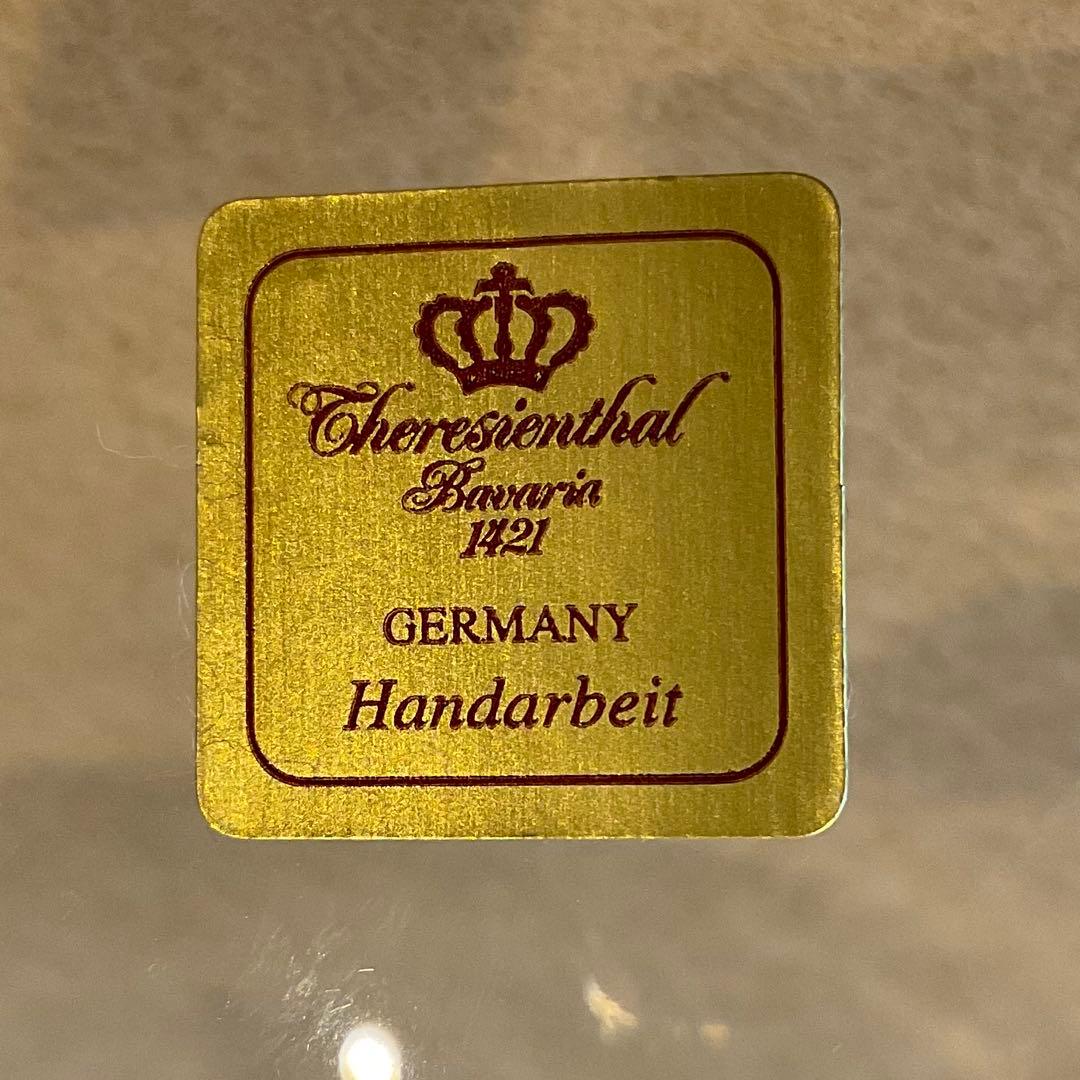 Theresienthal
Bavaria
1421
GERMANY
Handarbeit